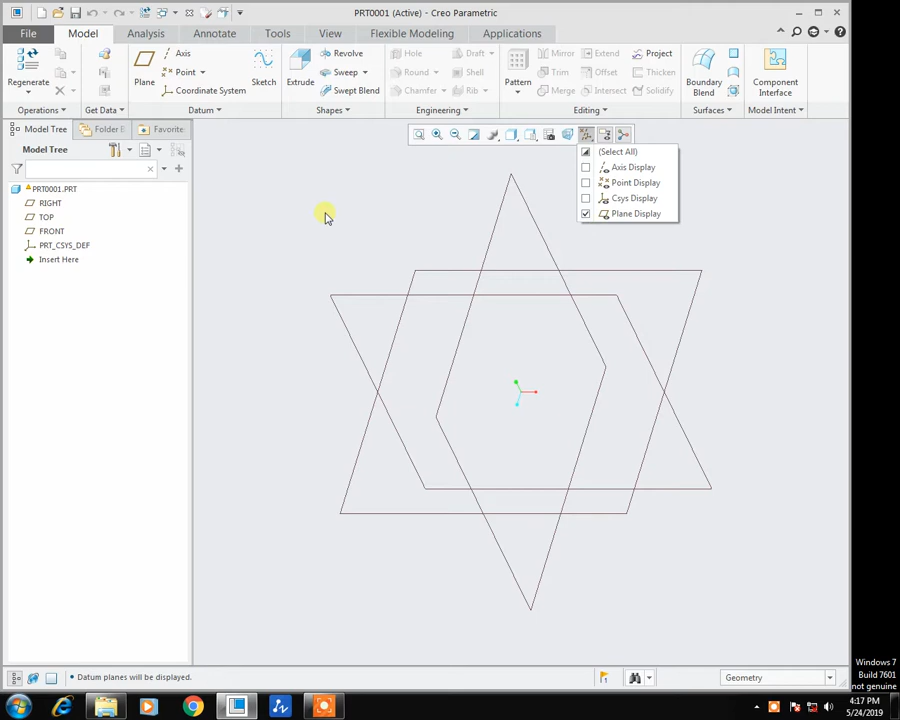 PRT0001 (Active) - Creo Parametric
File Model Analysis Annotate Tools View Flexible Modeling Applications
Regenerate
Plane
Axis
Point
Coordinate System
Sketch
Extrude
Revolve
Sweep
Swept Blend
Hole
Round
Chamfer
Draft
Shell
Rib
Pattern
Mirror
Trim
Merge
Extend
Offset
Intersect
Project
Thicken
Solidify
Boundary
Blend
Component
Interface
Operations Get Data Datum Shapes Engineering Editing Surfaces Model Intent
Model Tree Folder Favorite
Model Tree
PRT0001.PRT
RIGHT
TOP
FRONT
PRT_CSYS_DEF
Insert Here
(Select All)
Axis Display
Point Display
Csys Display
Plane Display
Datum planes will be displayed.
Geometry
Windows 7
Build 7601
not genuine
4:17 PM
5/24/2019